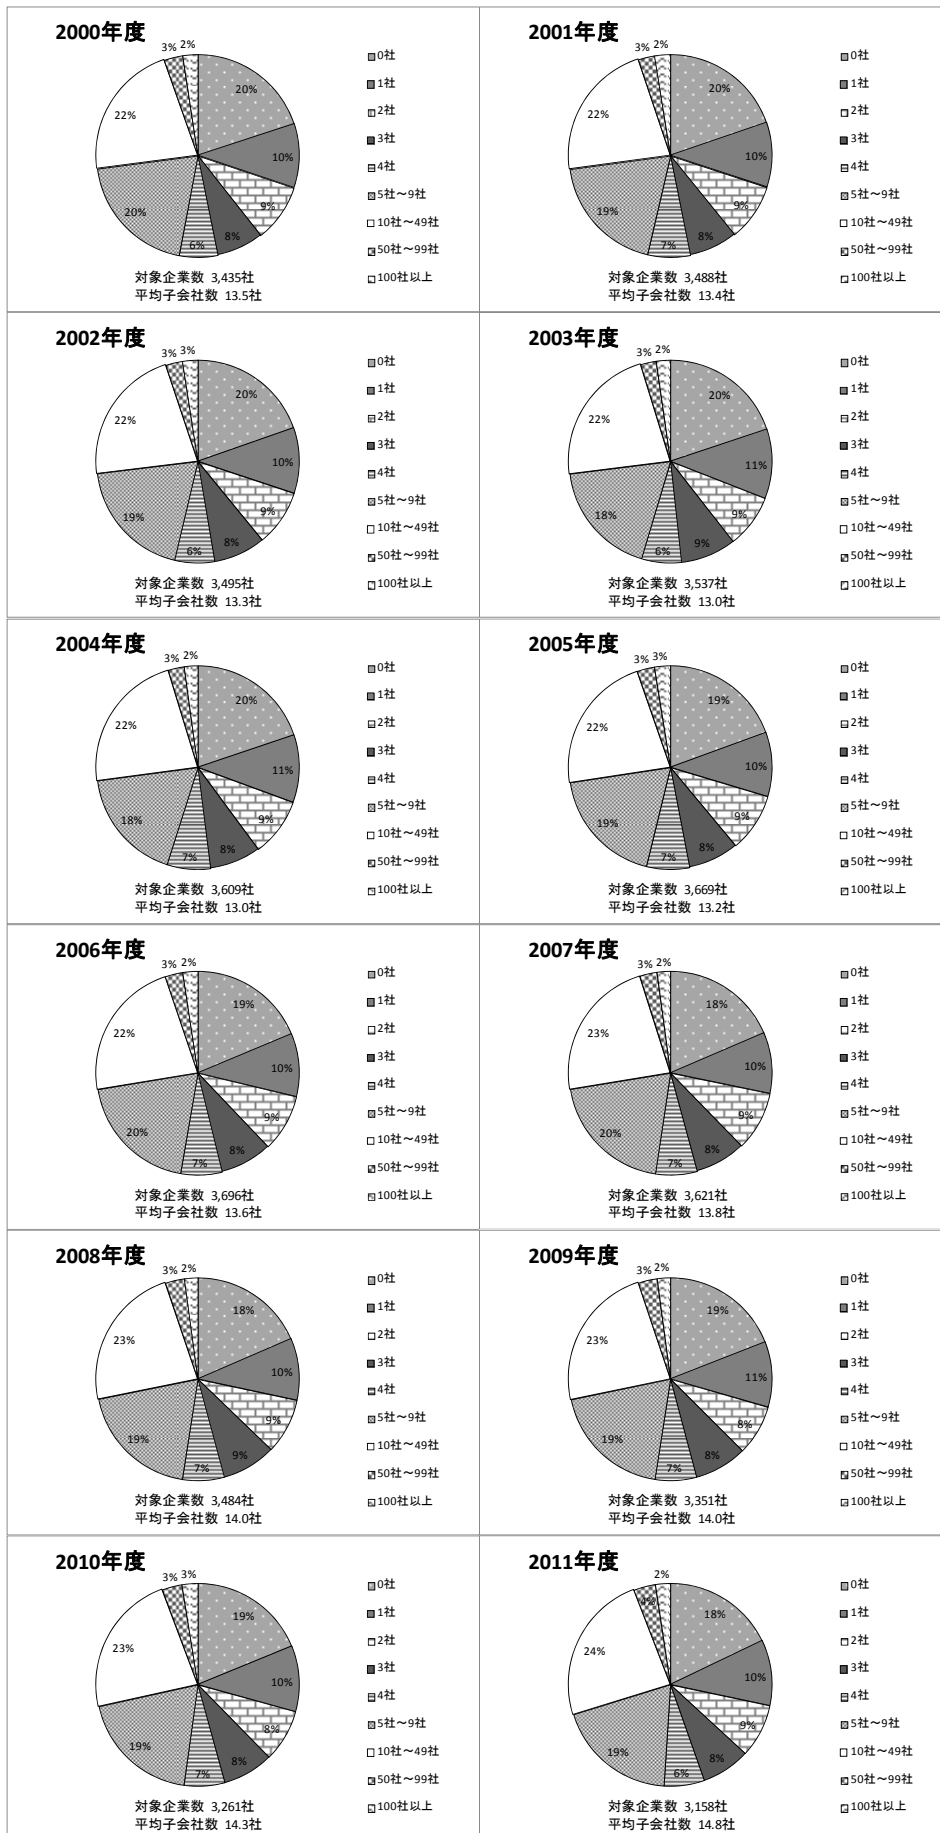 2000年度
3% 2%
20%
10%
9%
8%
6%
20%
22%
0社
1社
2社
3社
4社
5社～9社
10社～49社
50社～99社
100社以上
対象企業数 3,435社
平均子会社数 13.5社
2001年度
3% 2%
20%
10%
9%
8%
7%
19%
22%
0社
1社
2社
3社
4社
5社～9社
10社～49社
50社～99社
100社以上
対象企業数 3,488社
平均子会社数 13.4社
2002年度
3% 3%
20%
10%
9%
8%
6%
19%
22%
0社
1社
2社
3社
4社
5社～9社
10社～49社
50社～99社
100社以上
対象企業数 3,495社
平均子会社数 13.3社
2003年度
3% 2%
20%
11%
9%
9%
6%
18%
22%
0社
1社
2社
3社
4社
5社～9社
10社～49社
50社～99社
100社以上
対象企業数 3,537社
平均子会社数 13.0社
2004年度
3% 2%
20%
11%
9%
8%
7%
18%
22%
0社
1社
2社
3社
4社
5社～9社
10社～49社
50社～99社
100社以上
対象企業数 3,609社
平均子会社数 13.0社
2005年度
3% 3%
19%
10%
9%
8%
7%
19%
22%
0社
1社
2社
3社
4社
5社～9社
10社～49社
50社～99社
100社以上
対象企業数 3,669社
平均子会社数 13.2社
2006年度
3% 2%
19%
10%
9%
8%
7%
20%
22%
0社
1社
2社
3社
4社
5社～9社
10社～49社
50社～99社
100社以上
対象企業数 3,696社
平均子会社数 13.6社
2007年度
3% 2%
18%
10%
9%
8%
7%
20%
23%
0社
1社
2社
3社
4社
5社～9社
10社～49社
50社～99社
100社以上
対象企業数 3,621社
平均子会社数 13.8社
2008年度
3% 2%
18%
10%
9%
9%
7%
19%
23%
0社
1社
2社
3社
4社
5社～9社
10社～49社
50社～99社
100社以上
対象企業数 3,484社
平均子会社数 14.0社
2009年度
3% 2%
19%
11%
8%
8%
7%
19%
23%
0社
1社
2社
3社
4社
5社～9社
10社～49社
50社～99社
100社以上
対象企業数 3,351社
平均子会社数 14.0社
2010年度
3% 3%
19%
10%
8%
8%
7%
19%
23%
0社
1社
2社
3社
4社
5社～9社
10社～49社
50社～99社
100社以上
対象企業数 3,261社
平均子会社数 14.3社
2011年度
4% 2%
18%
10%
9%
8%
6%
19%
24%
0社
1社
2社
3社
4社
5社～9社
10社～49社
50社～99社
100社以上
対象企業数 3,158社
平均子会社数 14.8社